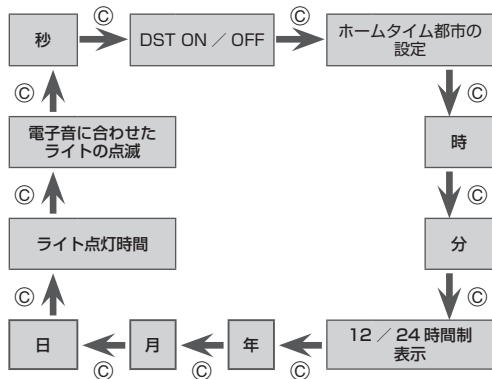 Ⓒ Ⓒ
秒 DST ON ／ OFF ホームタイム都市の
設定
Ⓒ Ⓒ
電子音に合わせた
ライトの点滅
時
Ⓒ Ⓒ
ライト点灯時間 分
Ⓒ Ⓒ
日 月 年 12 ／ 24時間制
表示
Ⓒ Ⓒ Ⓒ